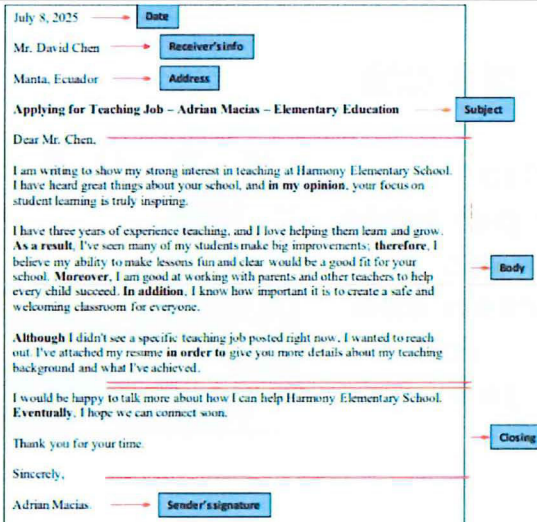 July 8, 2025 Date
Mr. David Chen Receiver's info
Manta, Ecuador Address
Applying for Teaching Job – Adrian Macias – Elementary Education Subject
Dear Mr. Chen,
I am writing to show my strong interest in teaching at Harmony Elementary School.
I have heard great things about your school, and in my opinion, your focus on
student learning is truly inspiring.
I have three years of experience teaching, and I love helping them learn and grow.
As a result, I've seen many of my students make big improvements; therefore, I
believe my ability to make lessons fun and clear would be a good fit for your
school. Moreover, I am good at working with parents and other teachers to help Body
every child succeed. In addition, I know how important it is to create a safe and
welcoming classroom for everyone.
Although I didn't see a specific teaching job posted right now, I wanted to reach
out. I've attached my resume in order to give you more details about my teaching
background and what I've achieved.
I would be happy to talk more about how I can help Harmony Elementary School.
Eventually, I hope we can connect soon.
Thank you for your time. Closing
Sincerely,
Adrian Macias Sender's signature